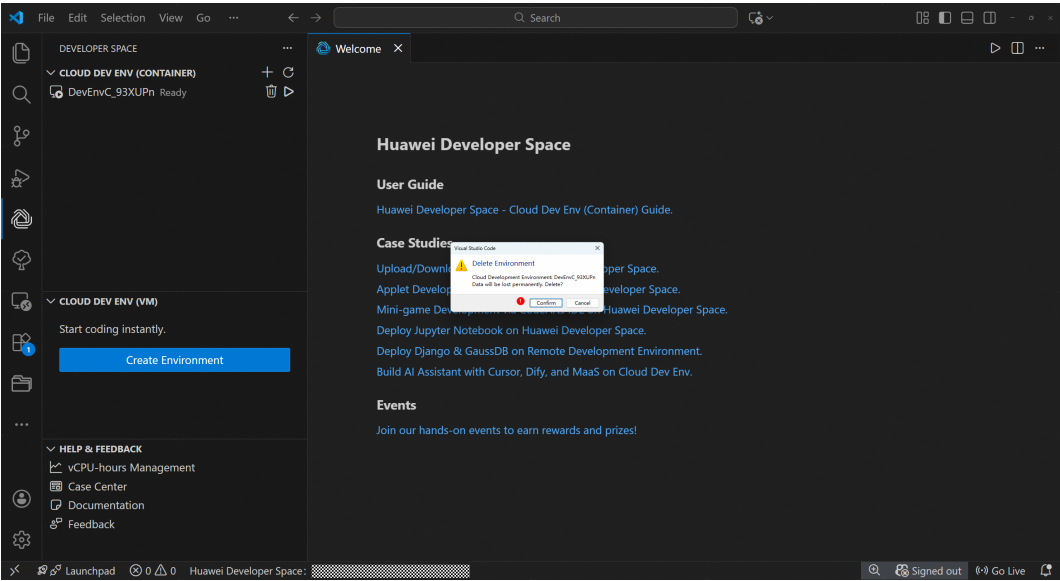 File Edit Selection View Go ··· Search
DEVELOPER SPACE ···
Welcome
CLOUD DEV ENV (CONTAINER)
DevEnvC_93XUPn Ready
Huawei Developer Space
User Guide
Huawei Developer Space - Cloud Dev Env (Container) Guide.
Case Studies
Upload/Downl
per Space.
Applet Develop
eveloper Space.
Mini-game De
Huawei Developer Space.
Deploy Jupyter Notebook on Huawei Developer Space.
Deploy Django & GaussDB on Remote Development Environment.
Build AI Assistant with Cursor, Dify, and MaaS on Cloud Dev Env.
Events
Join our hands-on events to earn rewards and prizes!
Visual Studio Code
Delete Environment
Cloud Development Environment: DevEnvC_93XUPn
Data will be lost permanently. Delete?
1
Confirm Cancel
CLOUD DEV ENV (VM)
Start coding instantly.
Create Environment
1
HELP & FEEDBACK
vCPU-hours Management
Case Center
Documentation
Feedback
Launchpad 0 0 Huawei Developer Space: Signed out Go Live